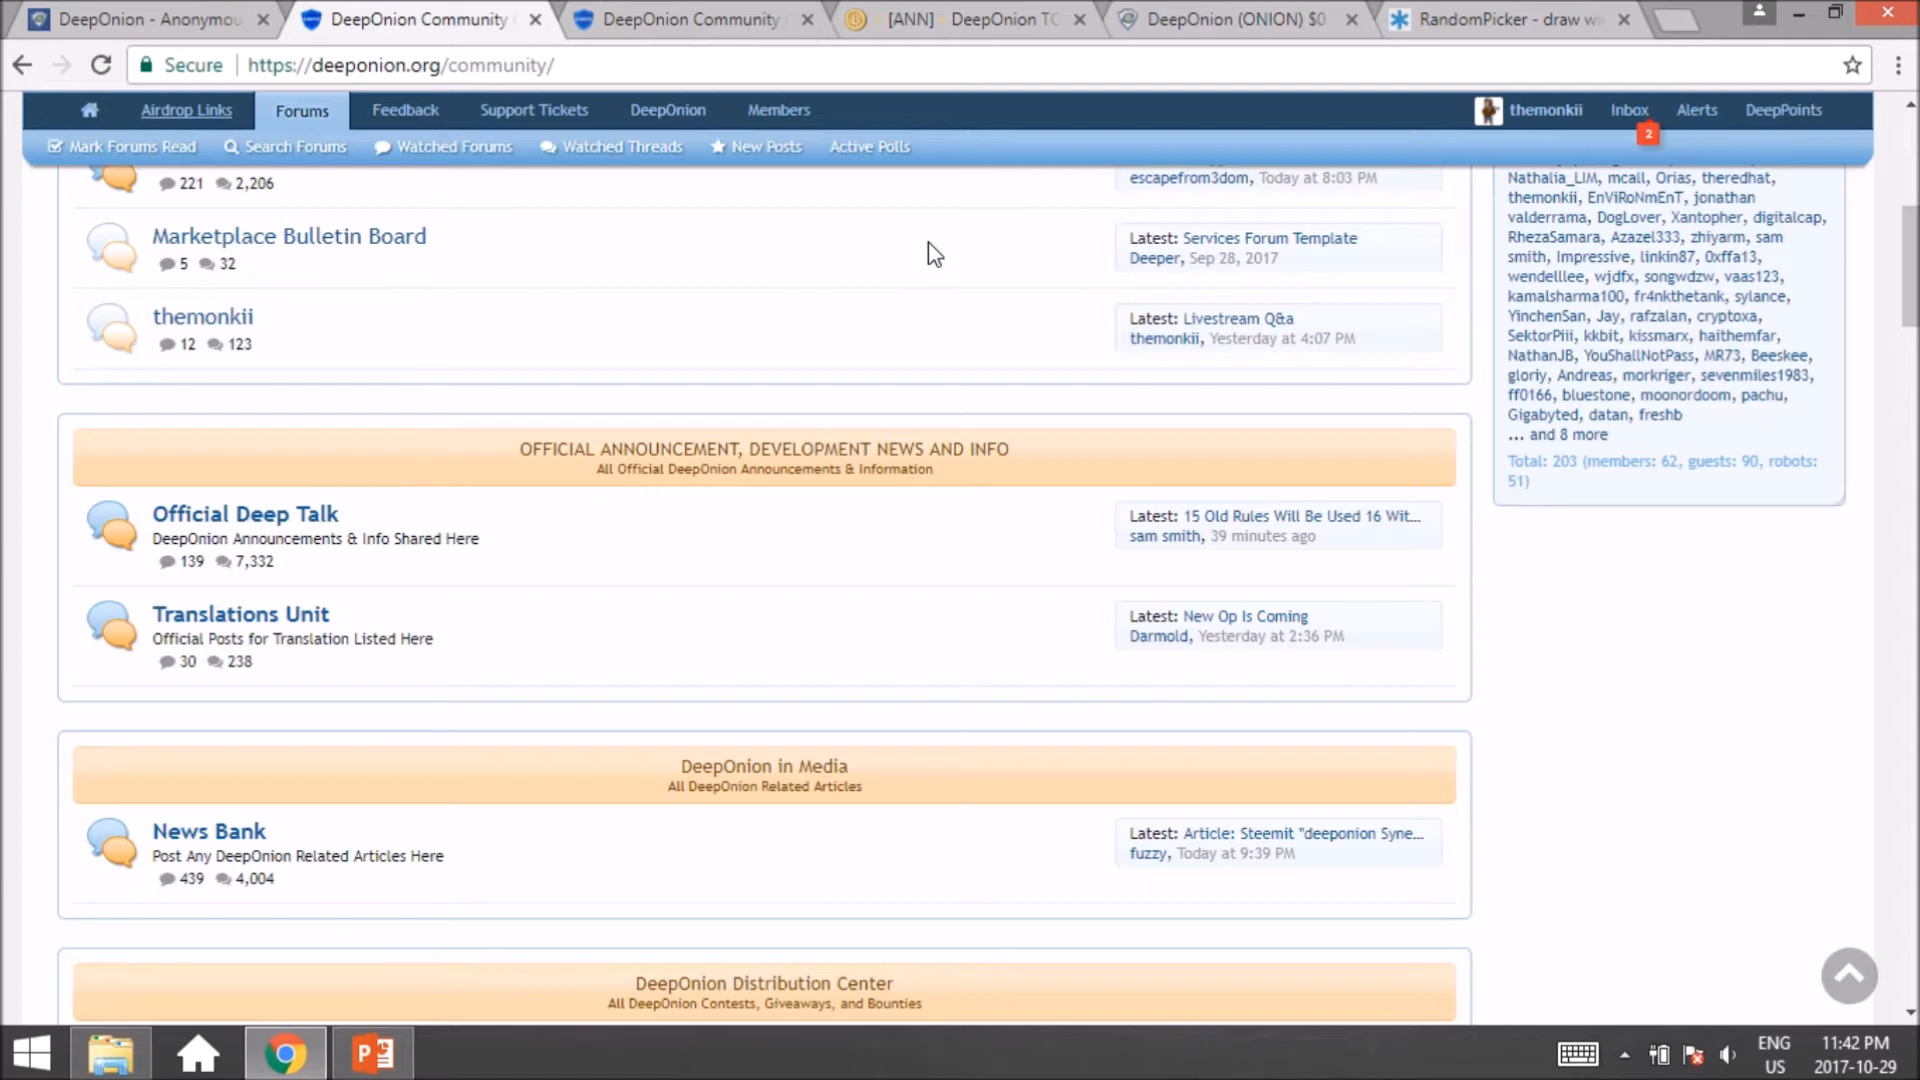 DeepOnion - Anonymou
DeepOnion Community
DeepOnion Community
[ANN] DeepOnion TO
DeepOnion (ONION) $0
RandomPicker - draw wi
Secure https://deeponion.org/community/
Airdrop Links Forums Feedback Support Tickets DeepOnion Members themonkii Inbox Alerts DeepPoints
2
Mark Forums Read Search Forums Watched Forums Watched Threads New Posts Active Polls
221 2,206
escapefrom3dom, Today at 8:03 PM
Marketplace Bulletin Board
5 32
Latest: Services Forum Template
Deeper, Sep 28, 2017
themonkii
12 123
Latest: Livestream Q&a
themonkii, Yesterday at 4:07 PM
OFFICIAL ANNOUNCEMENT, DEVELOPMENT NEWS AND INFO
All Official DeepOnion Announcements & Information
Official Deep Talk
DeepOnion Announcements & Info Shared Here
139 7,332
Latest: 15 Old Rules Will Be Used 16 Wit...
sam smith, 39 minutes ago
Translations Unit
Official Posts for Translation Listed Here
30 238
Latest: New Op Is Coming
Darmold, Yesterday at 2:36 PM
DeepOnion in Media
All DeepOnion Related Articles
News Bank
Post Any DeepOnion Related Articles Here
439 4,004
Latest: Article: Steemit "deeponion Syne...
fuzzy, Today at 9:39 PM
DeepOnion Distribution Center
All DeepOnion Contests, Giveaways, and Bounties
Nathalia_LIM, mcall, Orias, theredhat,
themonkii, EnViRoNmEnT, jonathan
valderrama, DogLover, Xantopher, digitalcap,
RhezaSamara, Azazel333, zhiyarm, sam
smith, Impressive, linkin87, 0xffa13,
wendelllee, wjdfx, songwdzw, vaas123,
kamalsharma100, fr4nkthetank, sylance,
YinchenSan, Jay, rafzalan, cryptoxa,
SektorPiii, kkbit, kissmarx, haithemfar,
NathanJB, YouShallNotPass, MR73, Beeskee,
gloriy, Andreas, morkriger, sevenmiles1983,
ff0166, bluestone, moonordoom, pachu,
Gigabyted, datan, freshb
... and 8 more
Total: 203 (members: 62, guests: 90, robots:
51)
ENG
US
11:42 PM
2017-10-29